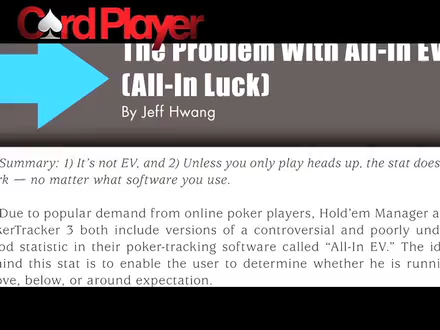 Card Player
The Problem With All-In EV
(All-In Luck)
By Jeff Hwang
Summary: 1) It's not EV, and 2) Unless you only play heads up, the stat does
— no matter what software you use.
Due to popular demand from online poker players, Hold'em Manager a
kerTracker 3 both include versions of a controversial and poorly und
od statistic in their poker-tracking software called “All-In EV.” The id
hind this stat is to enable the user to determine whether he is runni
ove, below, or around expectation.